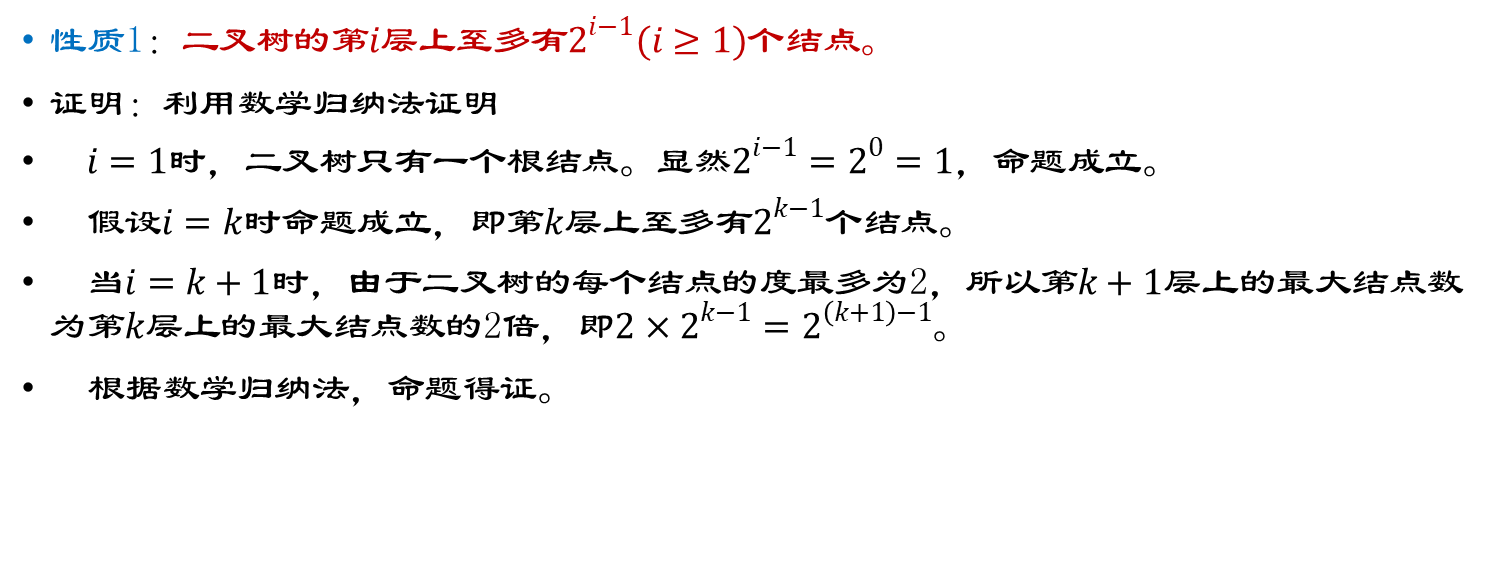 • 性质1：二叉树的第i层上至多有2^{i−1}(i ≥ 1)个结点。
• 证明：利用数学归纳法证明
• i = 1时，二叉树只有一个根结点。显然2^{i−1} = 2^0 = 1，命题成立。
• 假设i = k时命题成立，即第k层上至多有2^{k−1}个结点。
• 当i = k + 1时，由于二叉树的每个结点的度最多为2，所以第k + 1层上的最大结点数
为第k层上的最大结点数的2倍，即2 × 2^{k−1} = 2^{(k+1)−1}。
• 根据数学归纳法，命题得证。